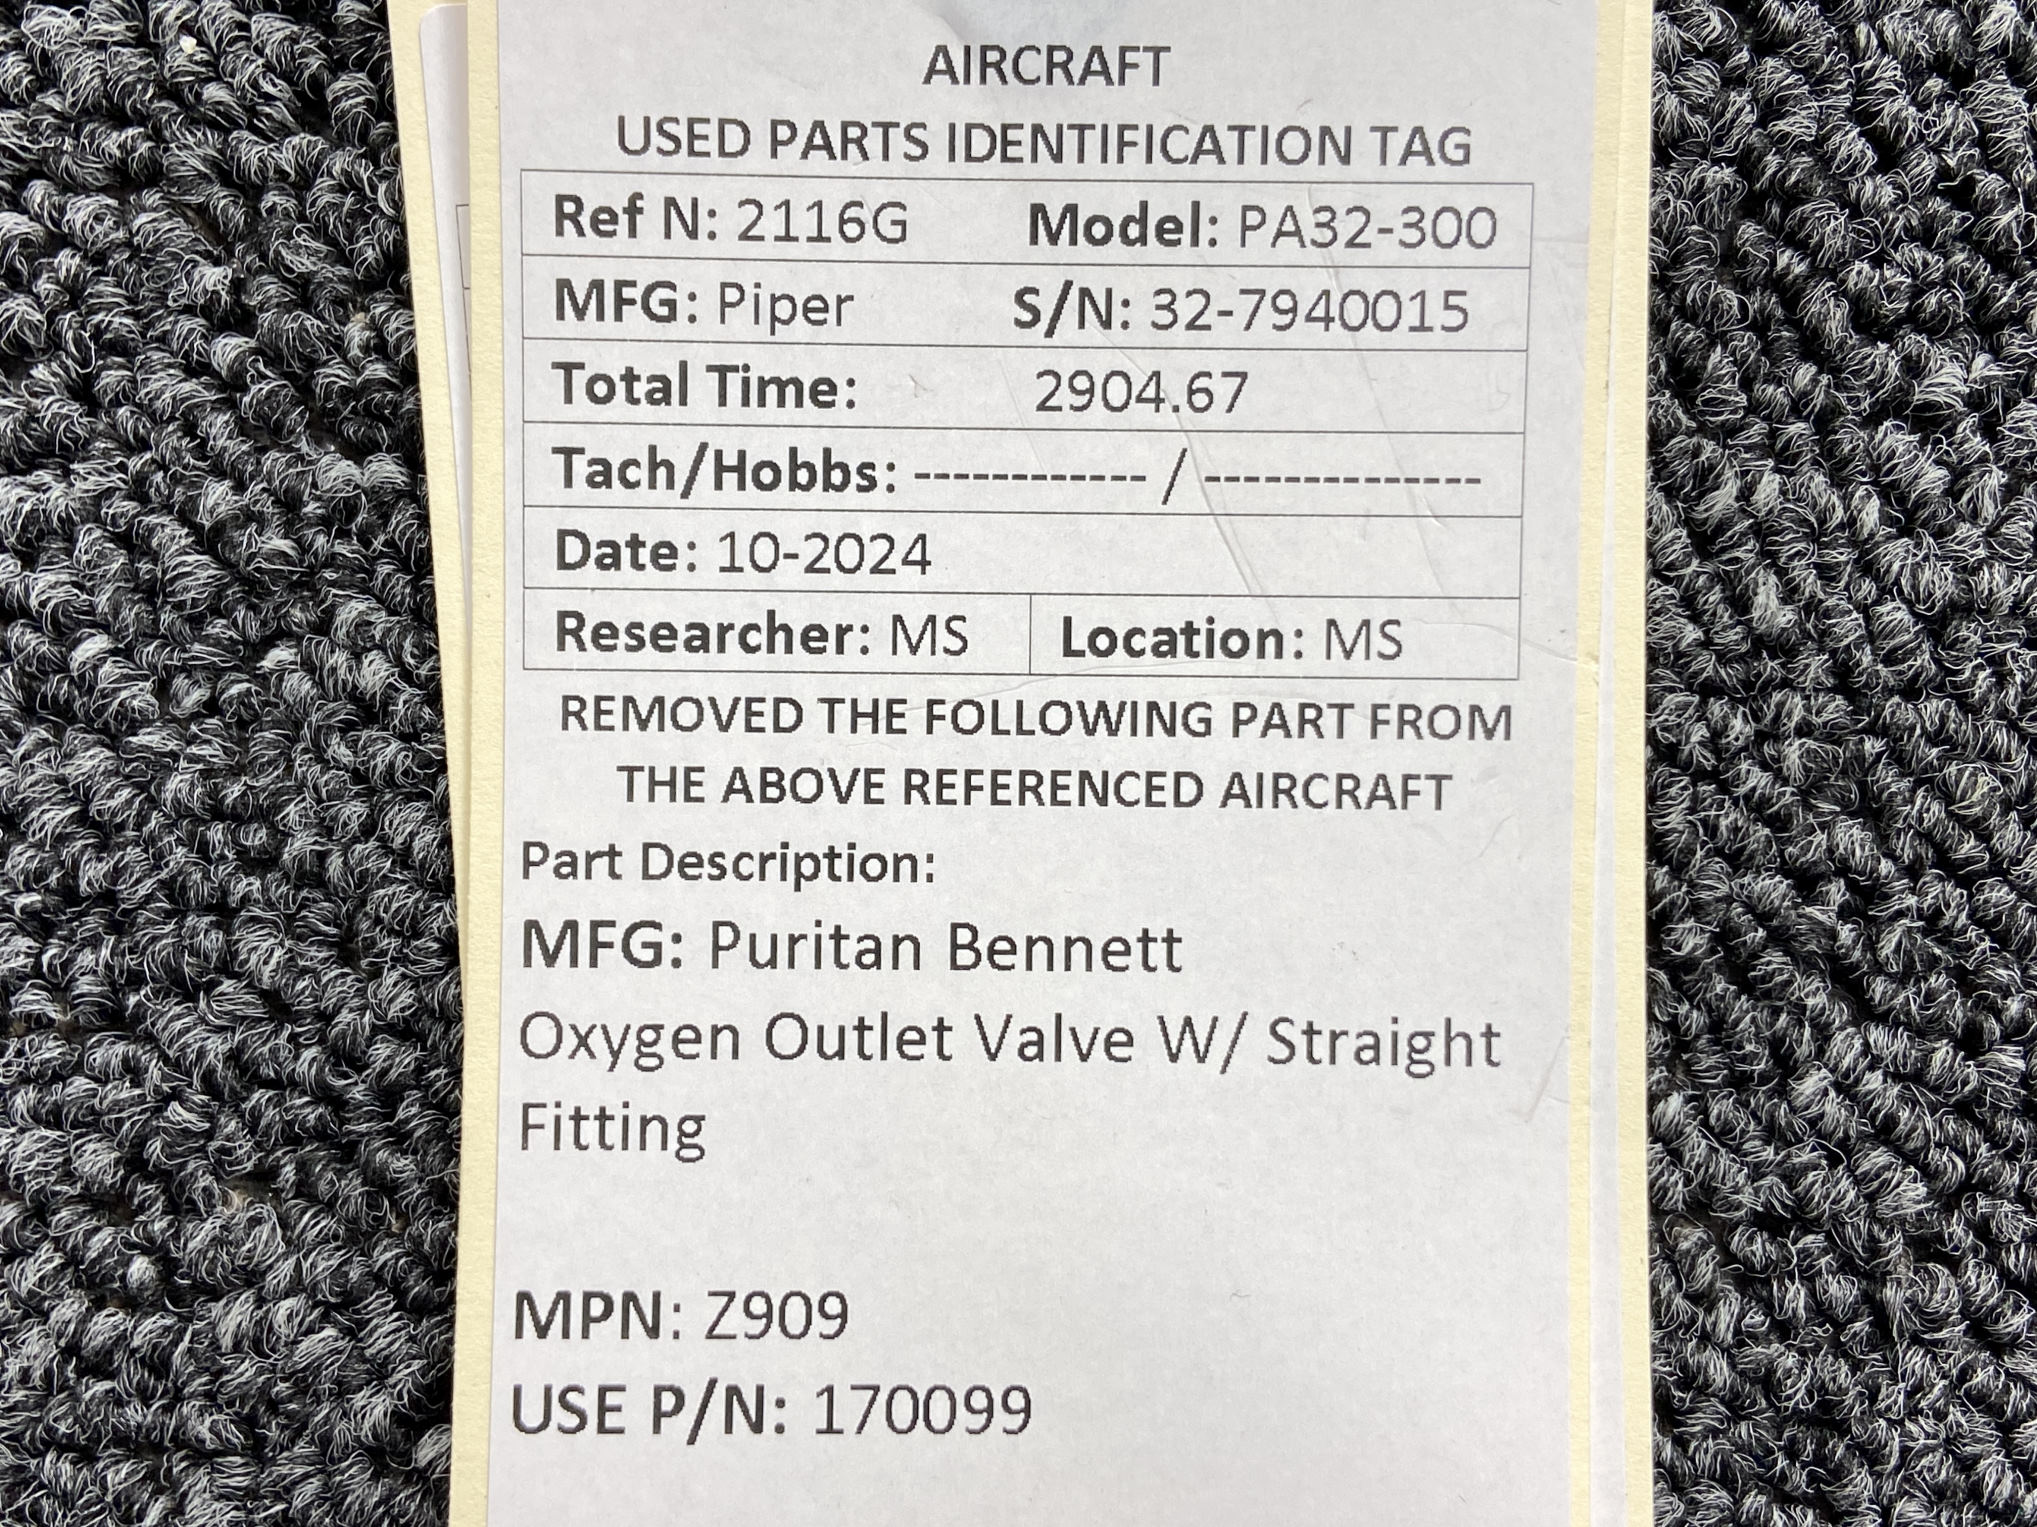 AIRCRAFT
USED PARTS IDENTIFICATION TAG
Ref N: 2116G Model: PA32-300
MFG: Piper S/N: 32-7940015
Total Time: 2904.67
Tach/Hobbs: ------------ / --------------
Date: 10-2024
Researcher: MS Location: MS
REMOVED THE FOLLOWING PART FROM
THE ABOVE REFERENCED AIRCRAFT
Part Description:
MFG: Puritan Bennett
Oxygen Outlet Valve W/ Straight
Fitting
MPN: Z909
USE P/N: 170099